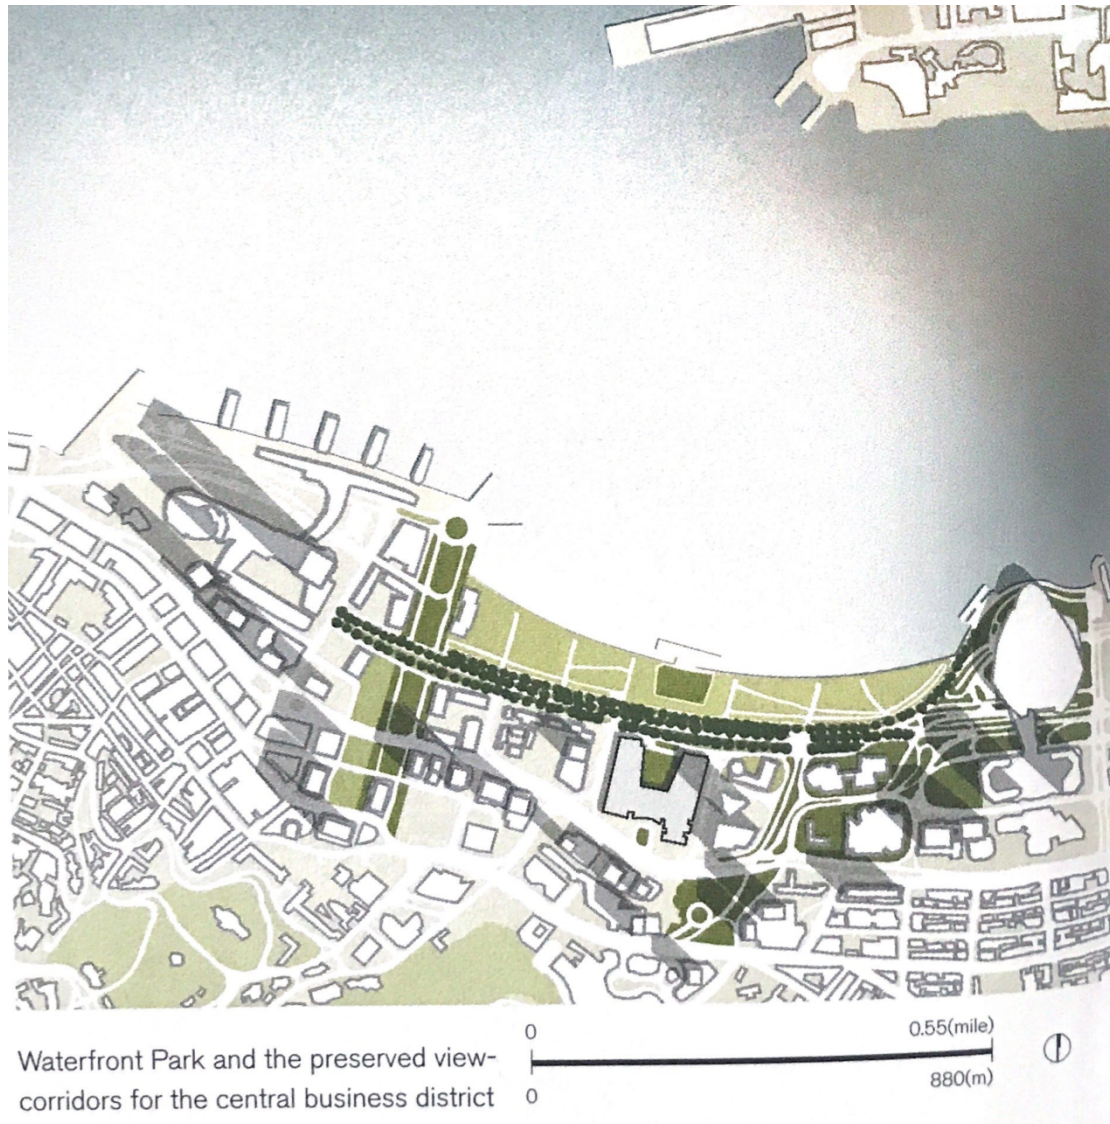 Waterfront Park and the preserved view-
corridors for the central business district
0
0.55(mile)
0
880(m)